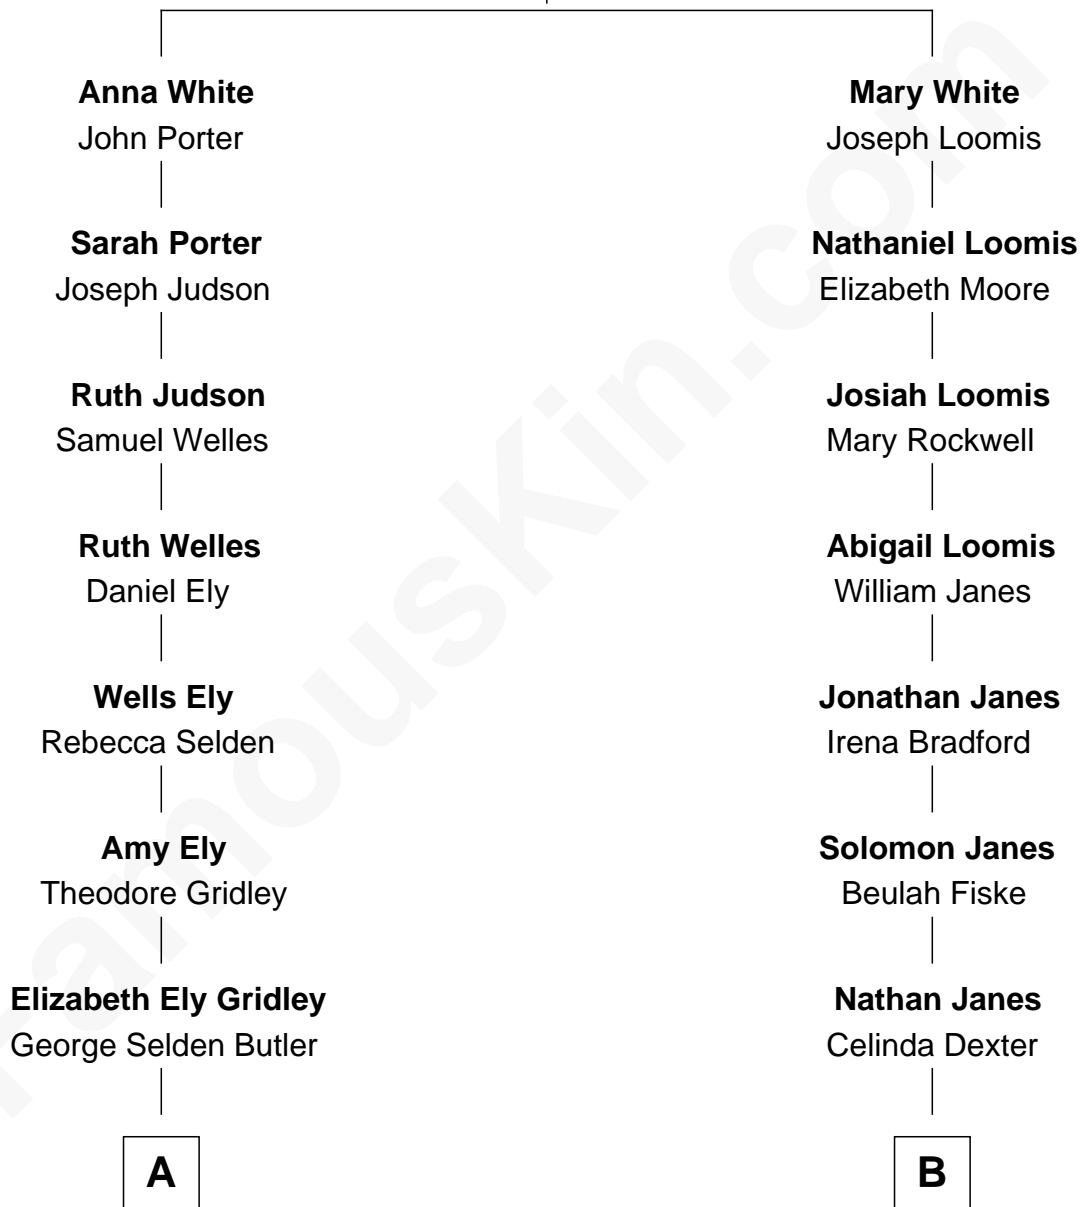 Anna White
John Porter
Mary White
Joseph Loomis
Sarah Porter
Joseph Judson
Nathaniel Loomis
Elizabeth Moore
Ruth Judson
Samuel Welles
Josiah Loomis
Mary Rockwell
Ruth Welles
Daniel Ely
Abigail Loomis
William Janes
Wells Ely
Rebecca Selden
Jonathan Janes
Irena Bradford
Amy Ely
Theodore Gridley
Solomon Janes
Beulah Fiske
Elizabeth Ely Gridley
George Selden Butler
Nathan Janes
Celinda Dexter
A
B
FamousKin.com